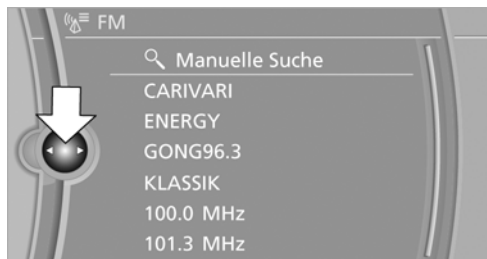 FM
Manuelle Suche
CARIVARI
ENERGY
GONG96.3
KLASSIK
100.0 MHz
101.3 MHz